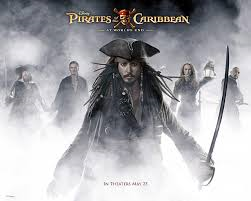 Disney
PIRATES OF THE CARIBBEAN
AT WORLD'S END
IN THEATERS MAY 25